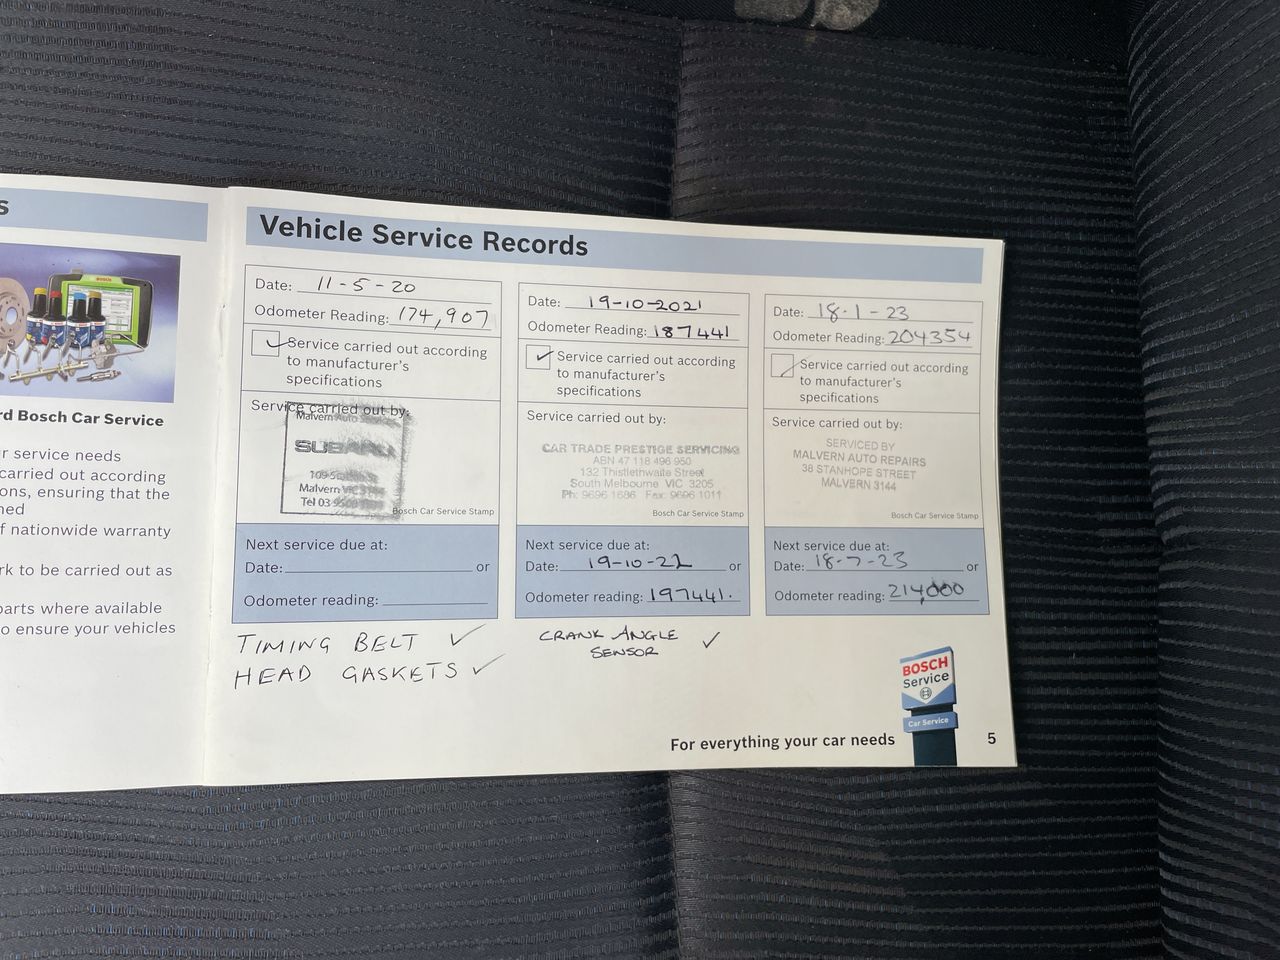 s
BOSCH
rd Bosch Car Service
r service needs
carried out according
ons, ensuring that the
ned
f nationwide warranty
rk to be carried out as
parts where available
o ensure your vehicles
Vehicle Service Records
Date: 11-5-20
Odometer Reading: 174,907
Service carried out according
to manufacturer's
specifications
Service carried out by:
Malvern Auto
SUBARU
109
Malvern VIC
Tel 03
Bosch Car Service Stamp
Next service due at:
Date: or
Odometer reading:
TIMING BELT ✓
HEAD GASKETS ✓
Date: 19-10-2021
Odometer Reading: 187441
Service carried out according
to manufacturer's
specifications
Service carried out by:
CAR TRADE PRESTIGE SERVICING
ABN 47 118 496 950
132 Thistlethwaite Street
South Melbourne VIC 3205
Ph: 9696 1686 Fax: 9696 1011
Bosch Car Service Stamp
Next service due at:
Date: 19-10-22 or
Odometer reading: 197441.
CRANK ANGLE
SENSOR ✓
Date: 18-1-23
Odometer Reading: 204354
Service carried out according
to manufacturer's
specifications
Service carried out by:
SERVICED BY
MALVERN AUTO REPAIRS
38 STANHOPE STREET
MALVERN 3144
Bosch Car Service Stamp
Next service due at:
Date: 18-7-23 or
Odometer reading: 214,000
BOSCH
Service
Car Service
For everything your car needs
5